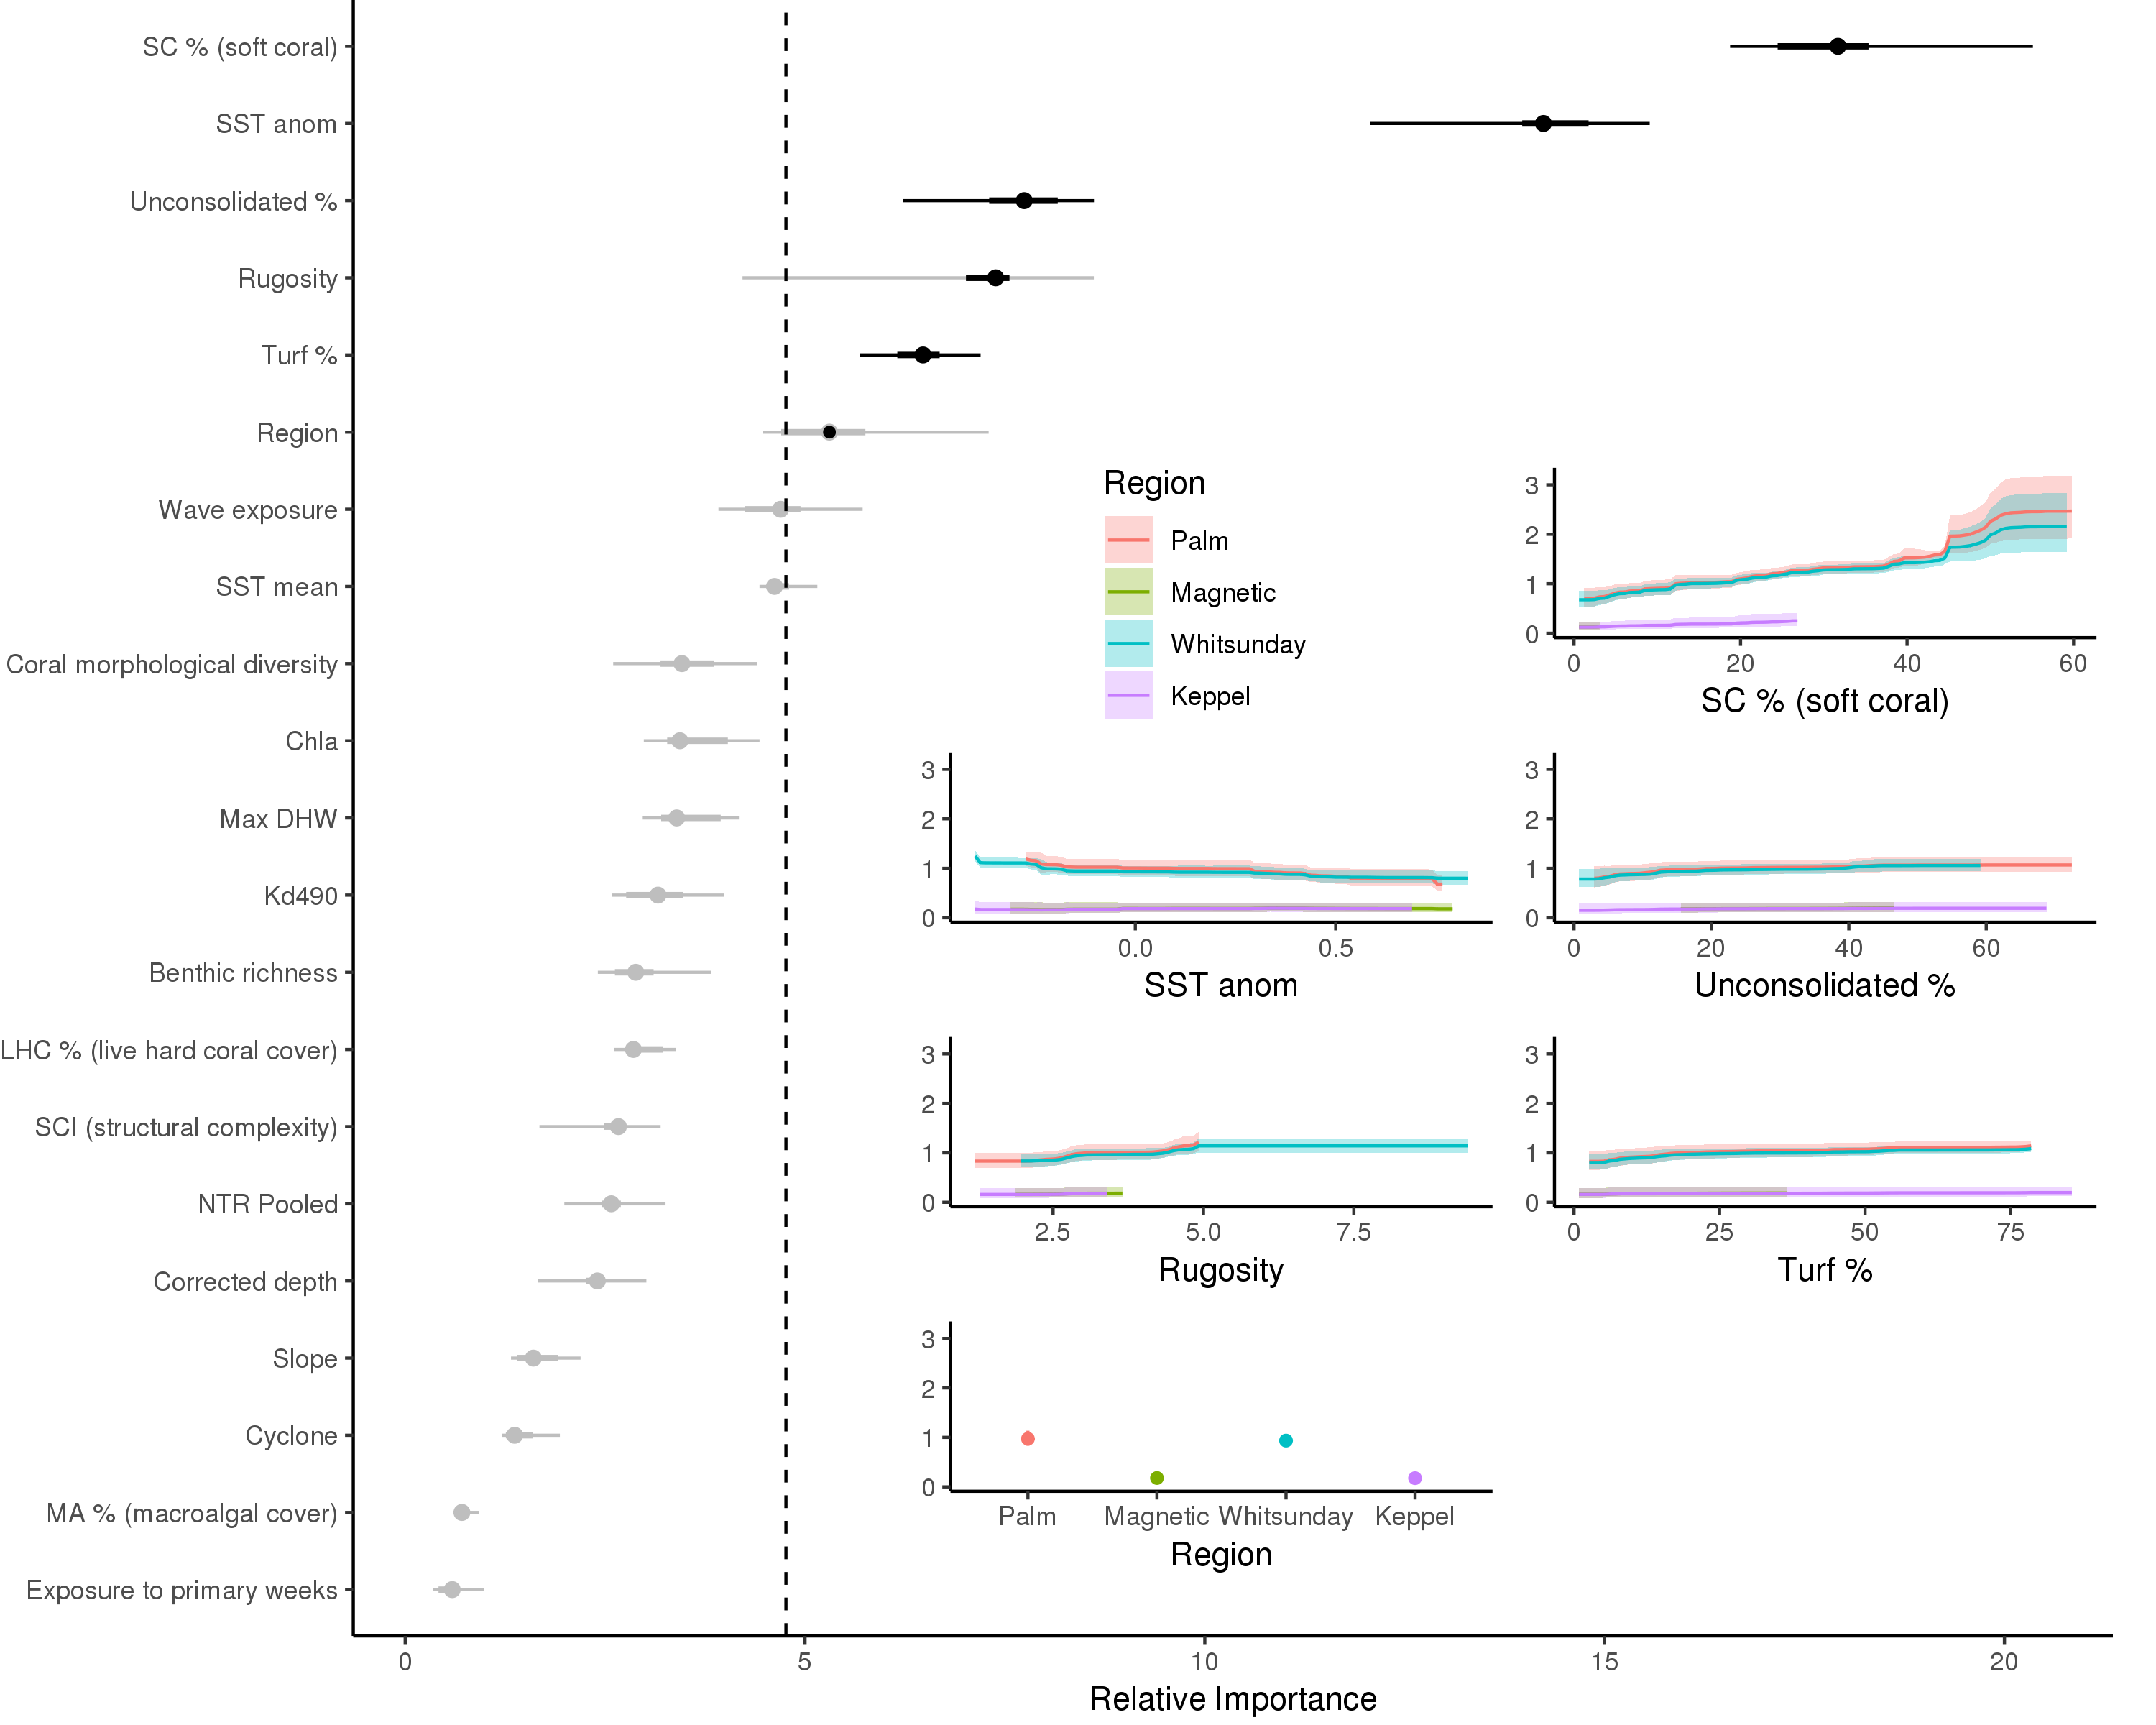 SC % (soft coral)
SST anom
Unconsolidated %
Rugosity
Turf %
Region
Wave exposure
SST mean
Coral morphological diversity
Chla
Max DHW
Kd490
Benthic richness
LHC % (live hard coral cover)
SCI (structural complexity)
NTR Pooled
Corrected depth
Slope
Cyclone
MA % (macroalgal cover)
Exposure to primary weeks
0 5 10 15 20
Relative Importance
Region
Palm
Magnetic
Whitsunday
Keppel
3
2
1
0
0 20 40 60
SC % (soft coral)
3
2
1
0
0.0 0.5
SST anom
3
2
1
0
0 20 40 60
Unconsolidated %
3
2
1
0
2.5 5.0 7.5
Rugosity
3
2
1
0
0 25 50 75
Turf %
3
2
1
0
Palm Magnetic Whitsunday Keppel
Region